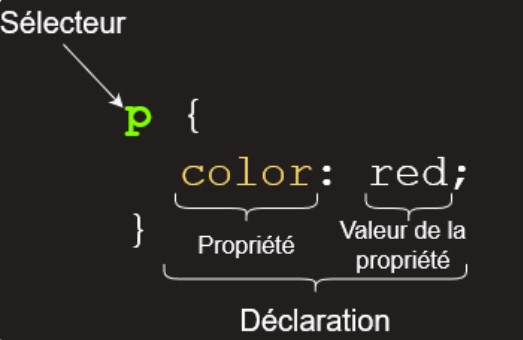 Sélecteur
p {
color: red;
}
Propriété
Valeur de la
propriété
Déclaration